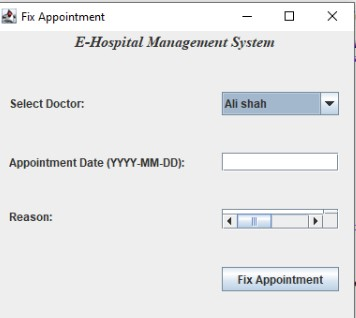 Fix Appointment
E-Hospital Management System
Select Doctor:
Ali shah
Appointment Date (YYYY-MM-DD):
Reason:
Fix Appointment